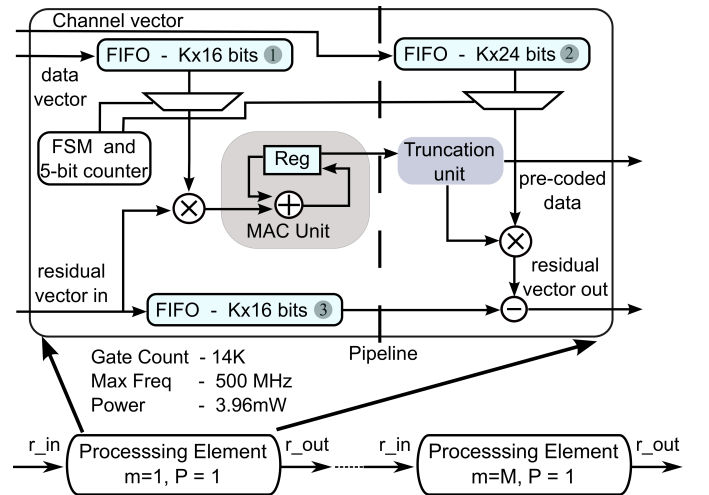 Channel vector
FIFO - Kx16 bits 1
FIFO - Kx24 bits 2
data
vector
FSM and
5-bit counter
Reg
Truncation
unit
pre-coded
data
MAC Unit
residual
vector in
residual
vector out
FIFO - Kx16 bits 3
Pipeline
Gate Count - 14K
Max Freq - 500 MHz
Power - 3.96mW
r_in
Processsing Element
m=1, P = 1
r_out
r_in
Processsing Element
m=M, P = 1
r_out